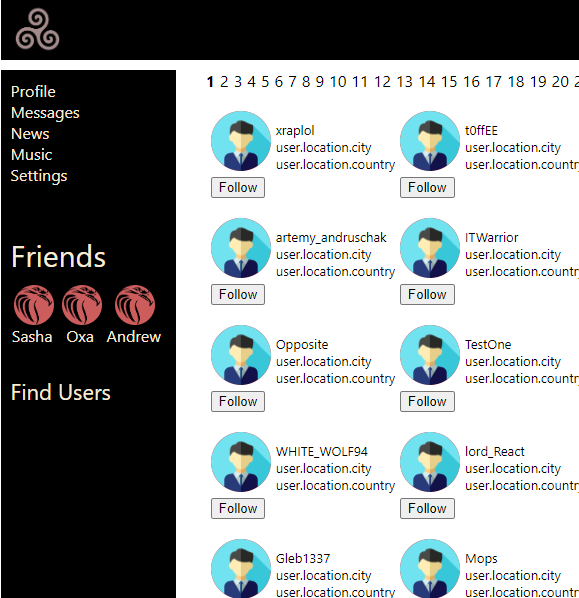 1 2 3 4 5 6 7 8 9 10 11 12 13 14 15 16 17 18 19 20 2
Profile
Messages
News
Music
Settings
Friends
Sasha Oxa Andrew
Find Users
xraplol
user.location.city
user.location.country
Follow
t0ffEE
user.location.city
user.location.country
Follow
artemy_andruschak
user.location.city
user.location.country
Follow
ITWarrior
user.location.city
user.location.country
Follow
Opposite
user.location.city
user.location.country
Follow
TestOne
user.location.city
user.location.country
Follow
WHITE_WOLF94
user.location.city
user.location.country
Follow
lord_React
user.location.city
user.location.country
Follow
Gleb1337
user.location.city
user.location.country
Mops
user.location.city
user.location.country